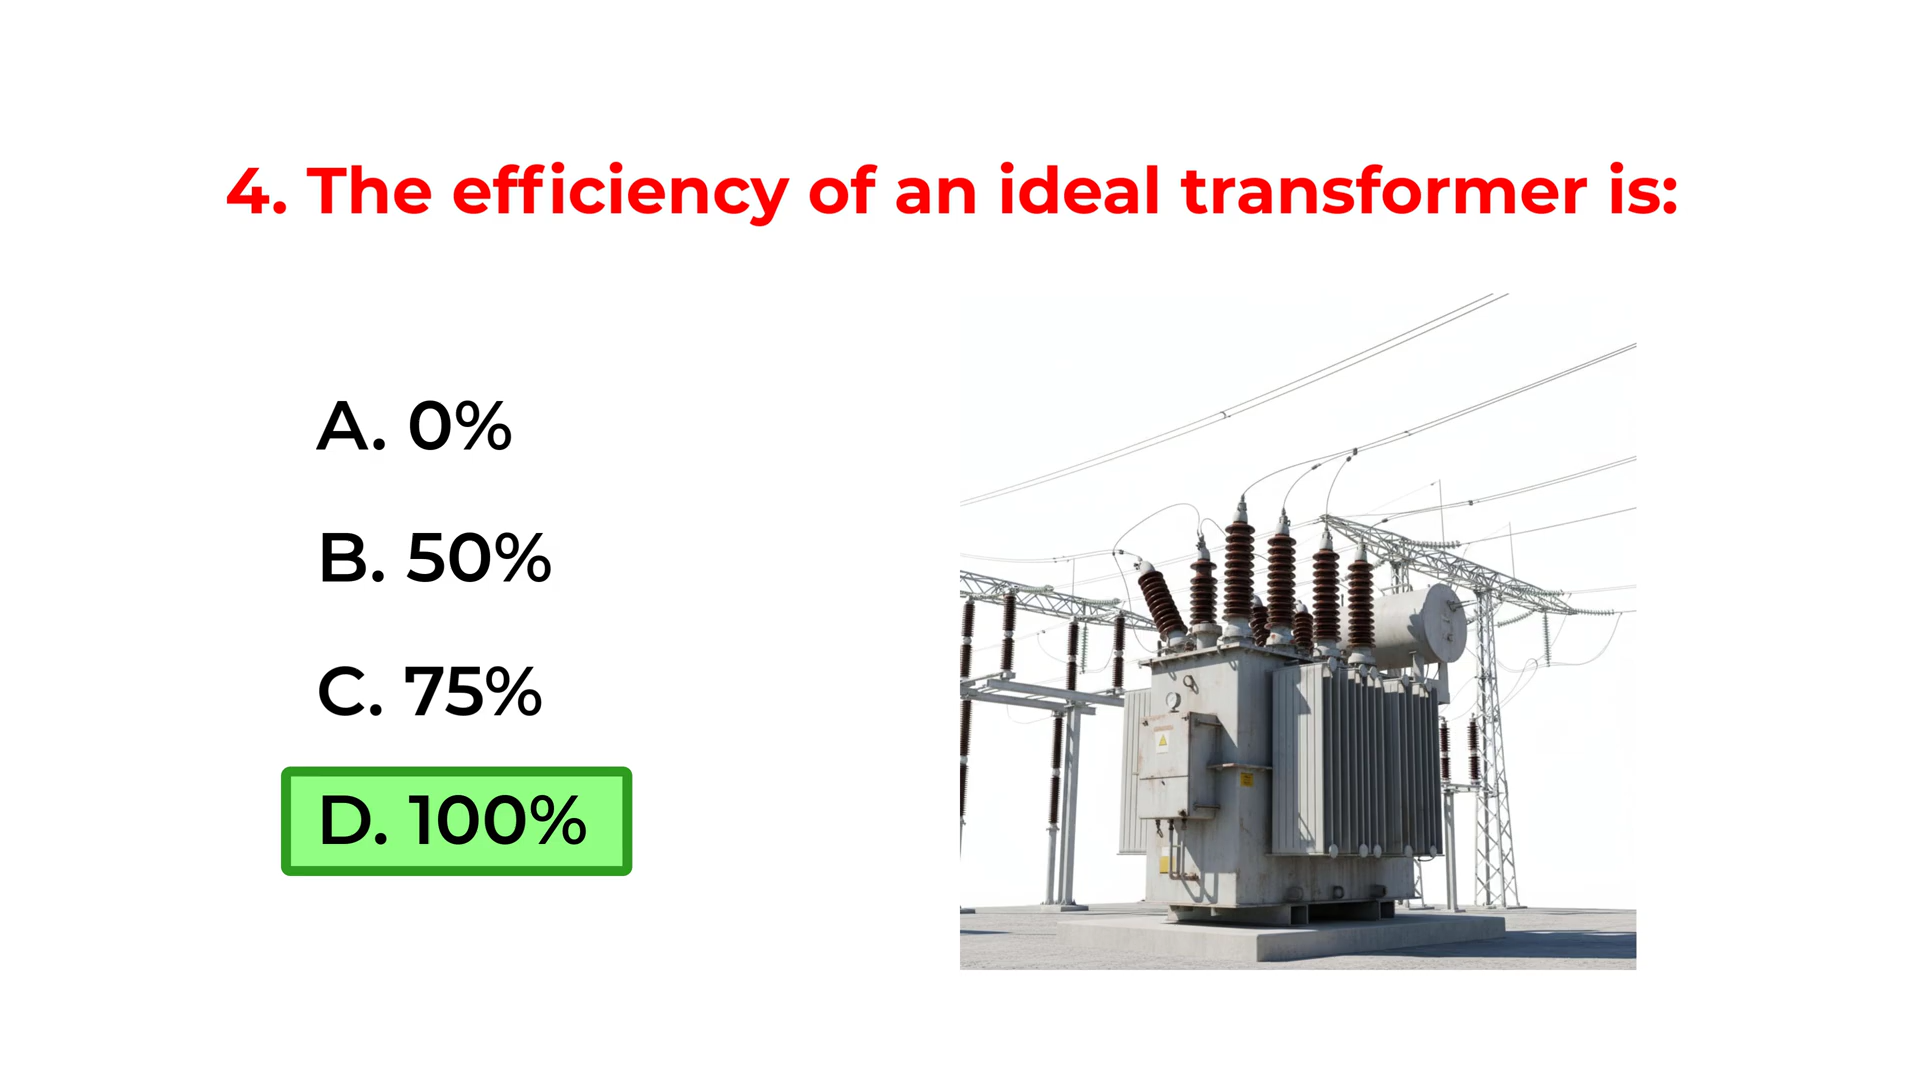 4. The efficiency of an ideal transformer is:
A. 0%
B. 50%
C. 75%
D. 100%